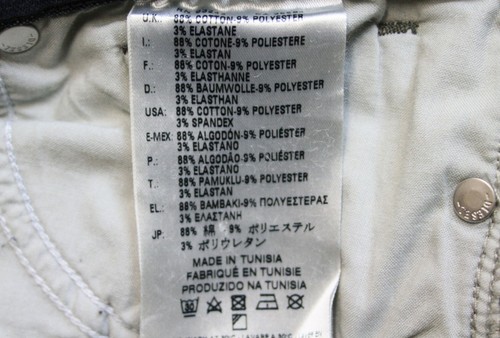 U.K.: 88% COTTON-9% POLYESTER
3% ELASTANE
I.: 88% COTONE-9% POLIESTERE
3% ELASTAN
F.: 88% COTON-9% POLYESTER
3% ELASTHANNE
D.: 88% BAUMWOLLE-9% POLYESTER
3% ELASTHAN
USA: 88% COTTON-9% POLYESTER
3% SPANDEX
E-MEX: 88% ALGODÓN-9% POLIÉSTER
3% ELASTANO
P.: 88% ALGODÃO-9% POLIÉSTER
3% ELASTANO
T.: 88% PAMUKLU-9% POLYESTER
3% ELASTAN
EL.: 88% BAMBAKI-9% ΠΟΛΥΕΣΤΕΡΑΣ
3% ΕΛΑΣΤΑΝΗ
JP: 88% 綿 9% ポリエステル
3% ポリウレタン
MADE IN TUNISIA
FABRIQUÉ EN TUNISIE
PRODUZIDO NA TUNISIA
30